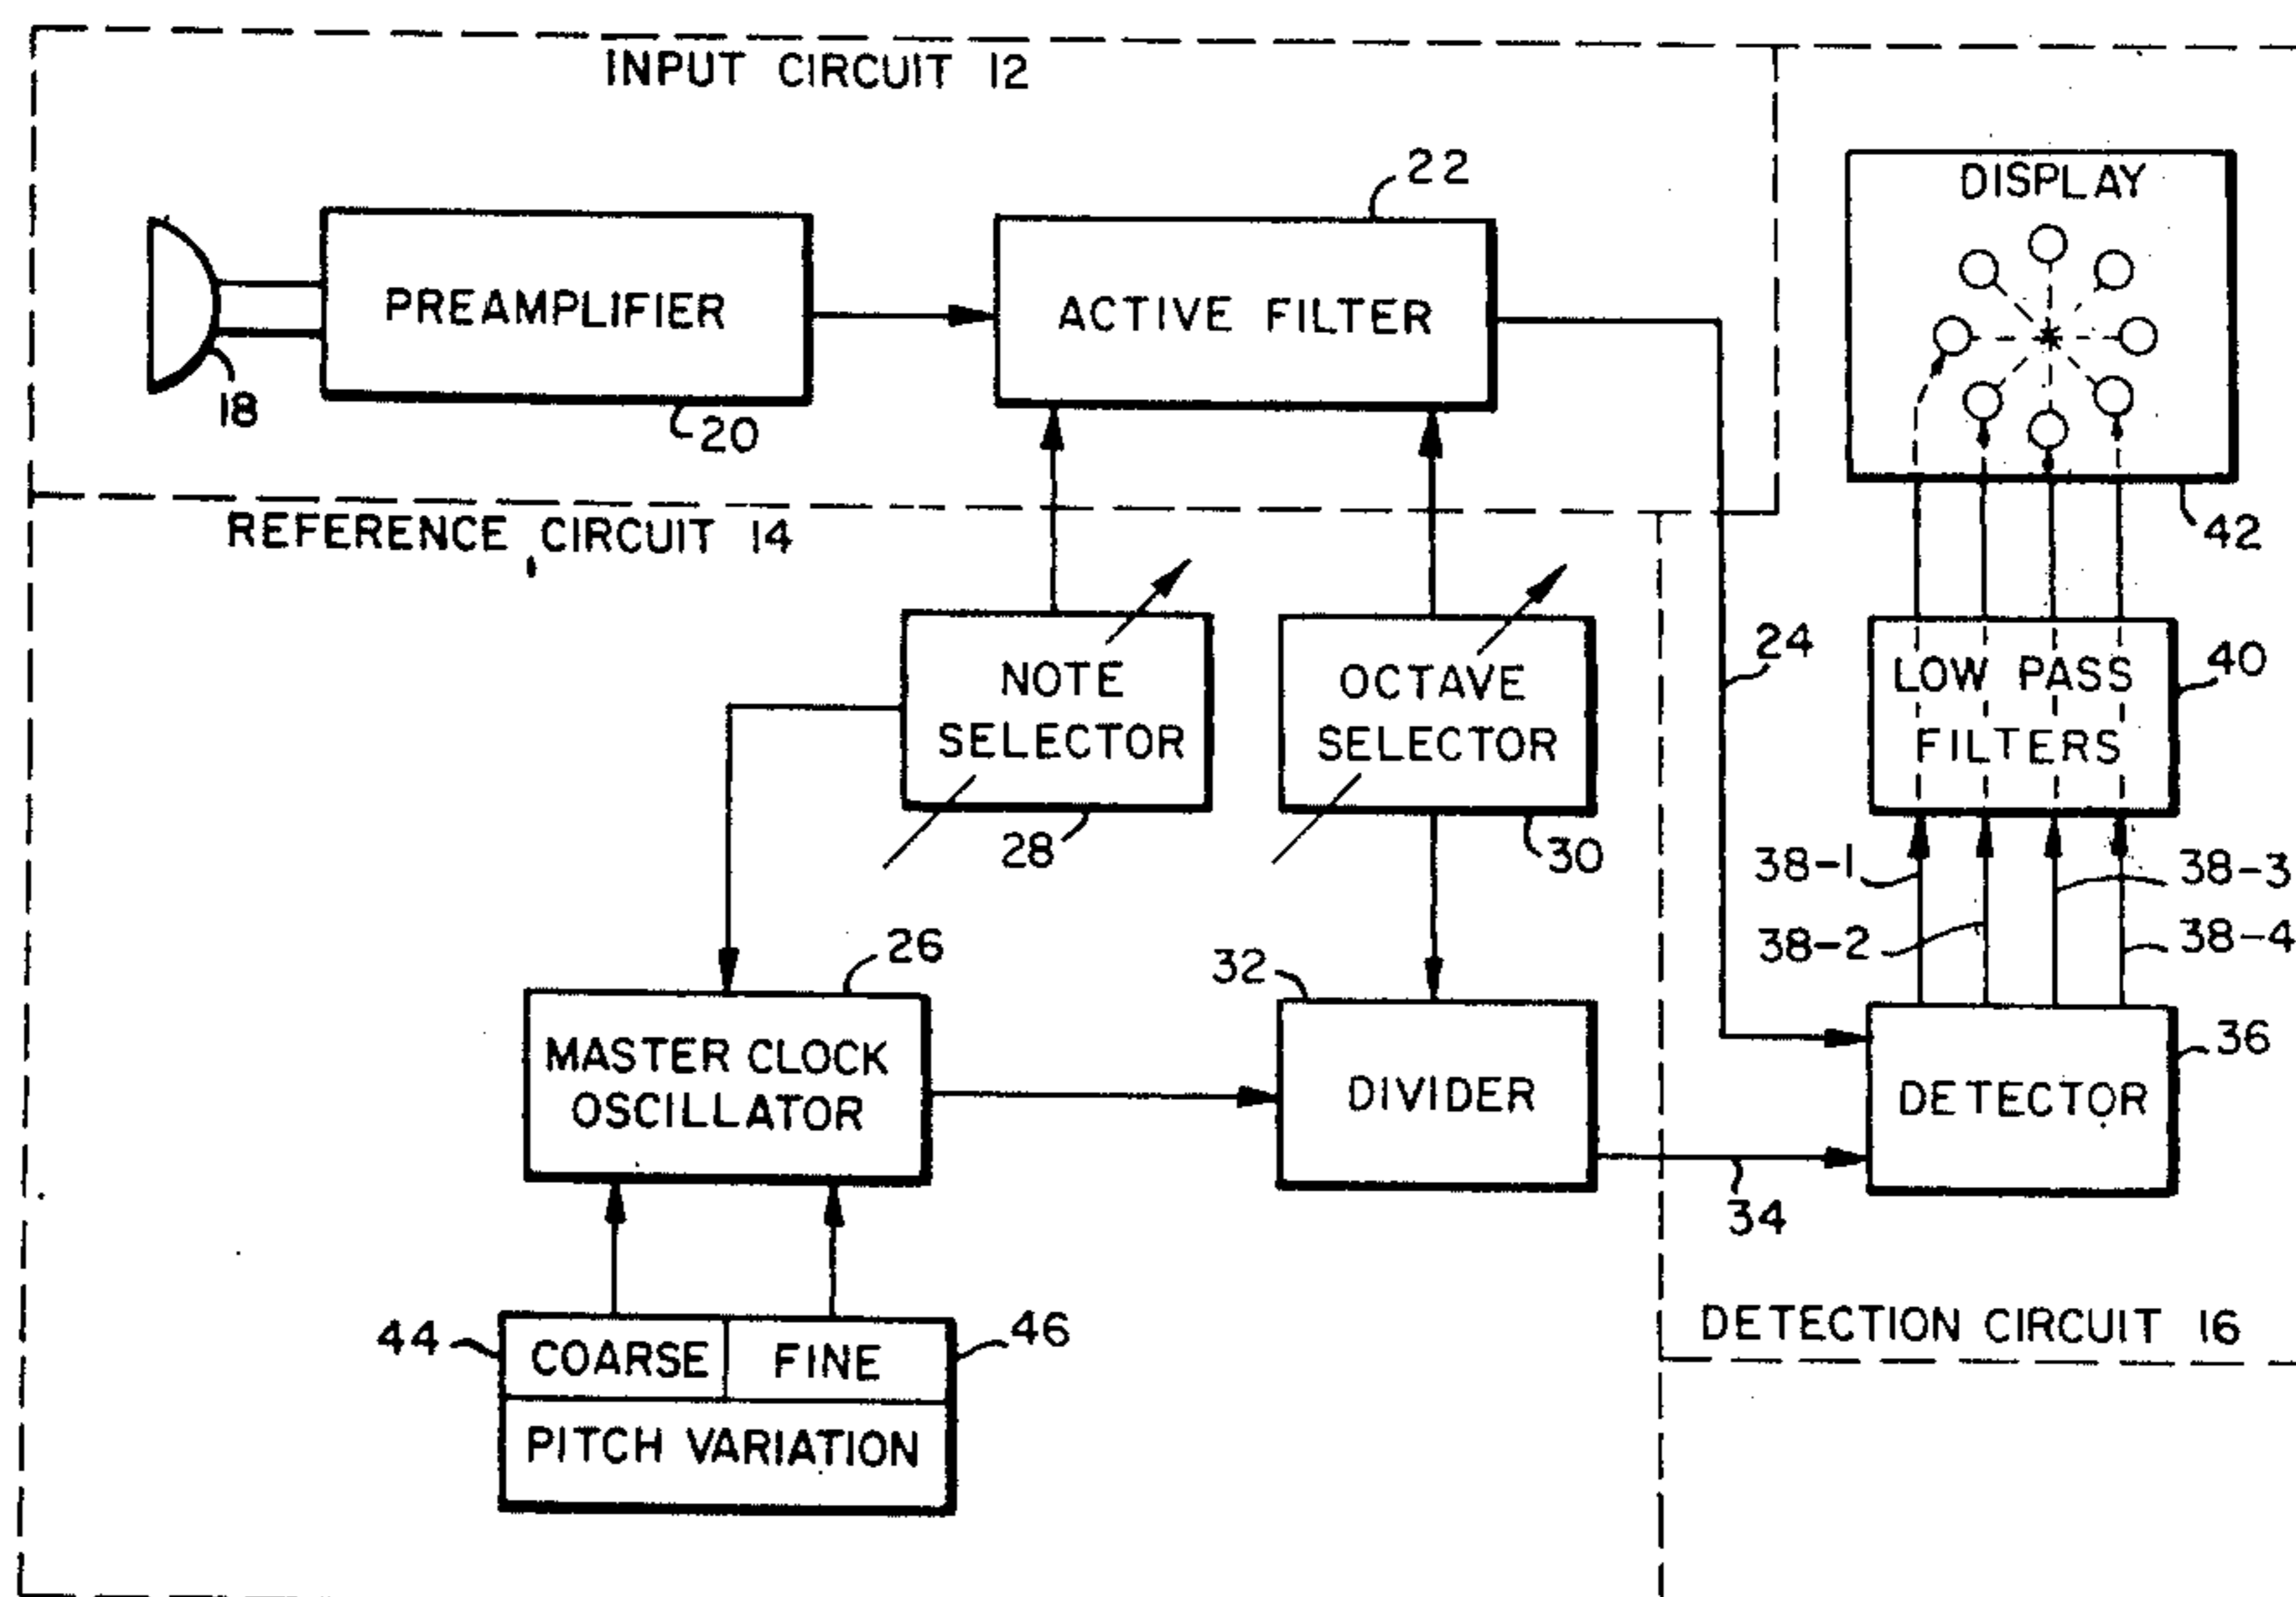 INPUT CIRCUIT 12
22
DISPLAY
PREAMPLIFIER
ACTIVE FILTER
18
20
42
REFERENCE CIRCUIT 14
24
40
NOTE
SELECTOR
OCTAVE
SELECTOR
LOW PASS
FILTERS
28
30
38-1
38-3
38-2
38-4
26
32
36
MASTER CLOCK
OSCILLATOR
DIVIDER
DETECTOR
34
44
46
COARSE
FINE
DETECTION CIRCUIT 16
PITCH VARIATION